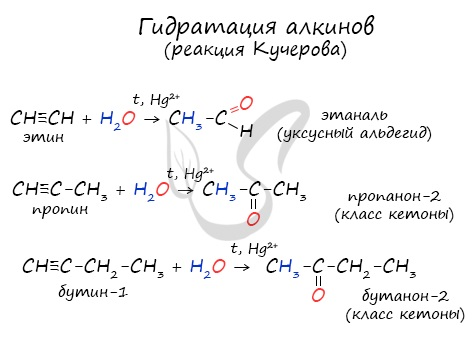 Гидратация алкинов
(реакция Кучерова)
CH≡CH + H₂O → t, Hg²⁺ CH₃-C=O H этаналь
этин (уксусный альдегид)
CH≡C-CH₃ + H₂O → t, Hg²⁺ CH₃-C-CH₃ пропанон-2
пропин O (класс кетоны)
CH≡C-CH₂-CH₃ + H₂O → t, Hg²⁺ CH₃-C-CH₂-CH₃
бутин-1 O бутанон-2
(класс кетоны)